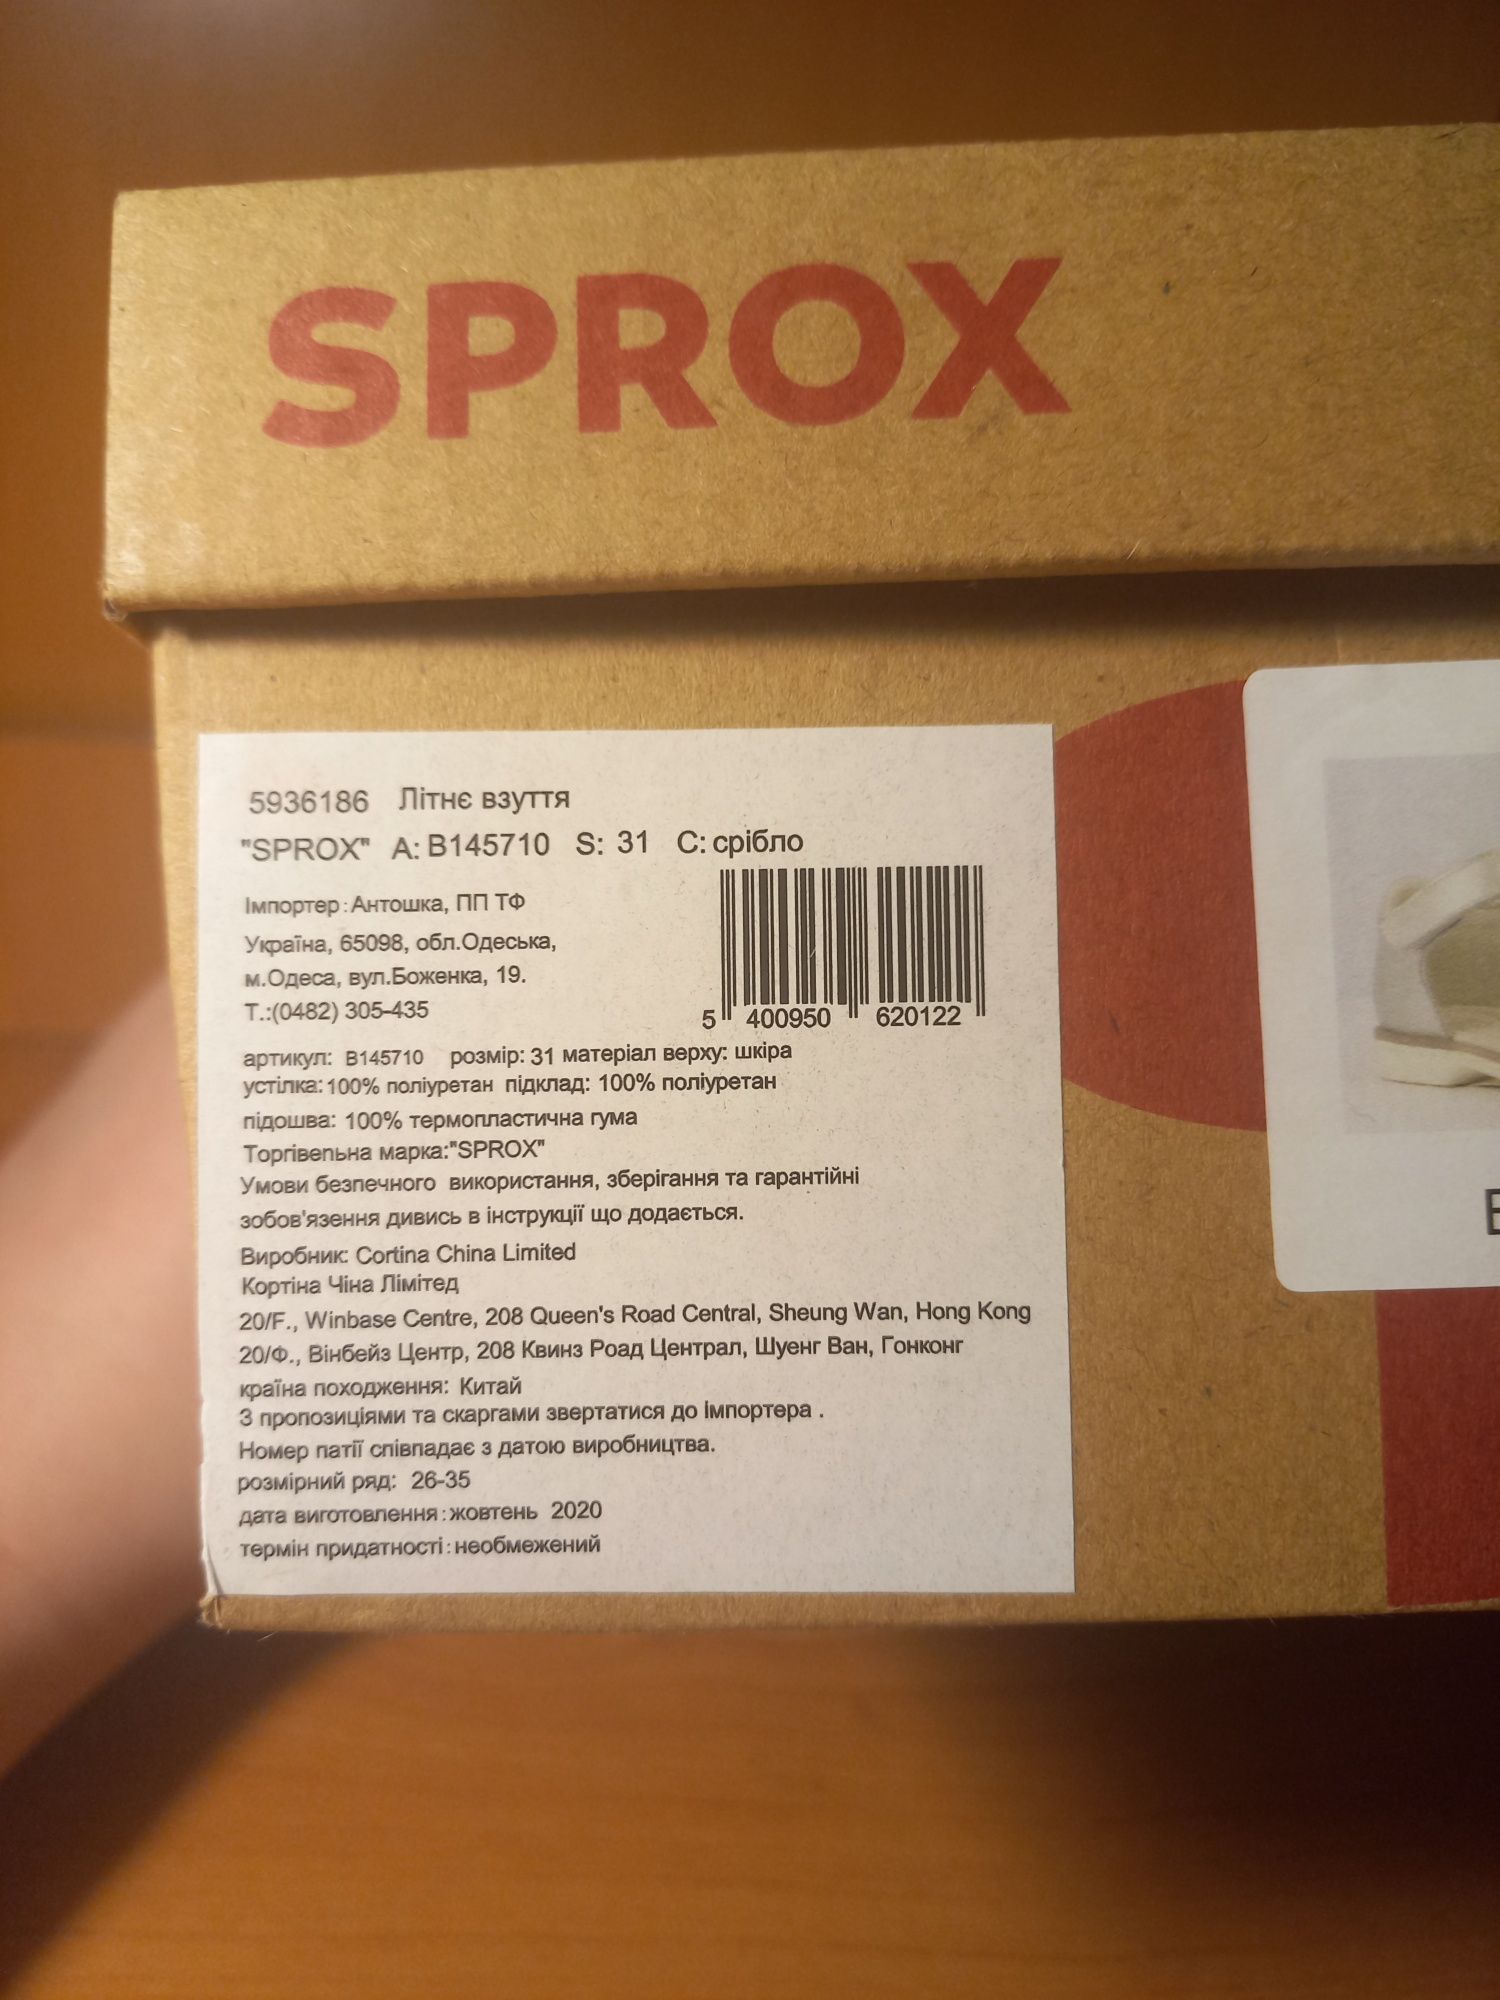 SPROX
5936186 Літнє взуття
"SPROX" A: B145710 S: 31 C: срібло
Імпортер: Антошка, ПП ТФ
Україна, 65098, обл.Одеська,
м.Одеса, вул.Боженка, 19.
Т.:(0482) 305-435
5 400950 620122
артикул: B145710 розмір: 31 матеріал верху: шкіра
устілка: 100% поліуретан підклад: 100% поліуретан
підошва: 100% термопластична гума
Торгівельна марка:"SPROX"
Умови безпечного використання, зберігання та гарантійні
зобов'язення дивись в інструкції що додається.
Виробник: Cortina China Limited
Кортіна Чіна Лімітед
20/F., Winbase Centre, 208 Queen's Road Central, Sheung Wan, Hong Kong
20/Ф., Вінбейз Центр, 208 Квинз Роад Централ, Шуенг Ван, Гонконг
країна походження: Китай
З пропозиціями та скаргами звертатися до Імпортера .
Номер патії співпадає з датою виробництва.
розмірний ряд: 26-35
дата виготовлення: жовтень 2020
термін придатності: необмежений